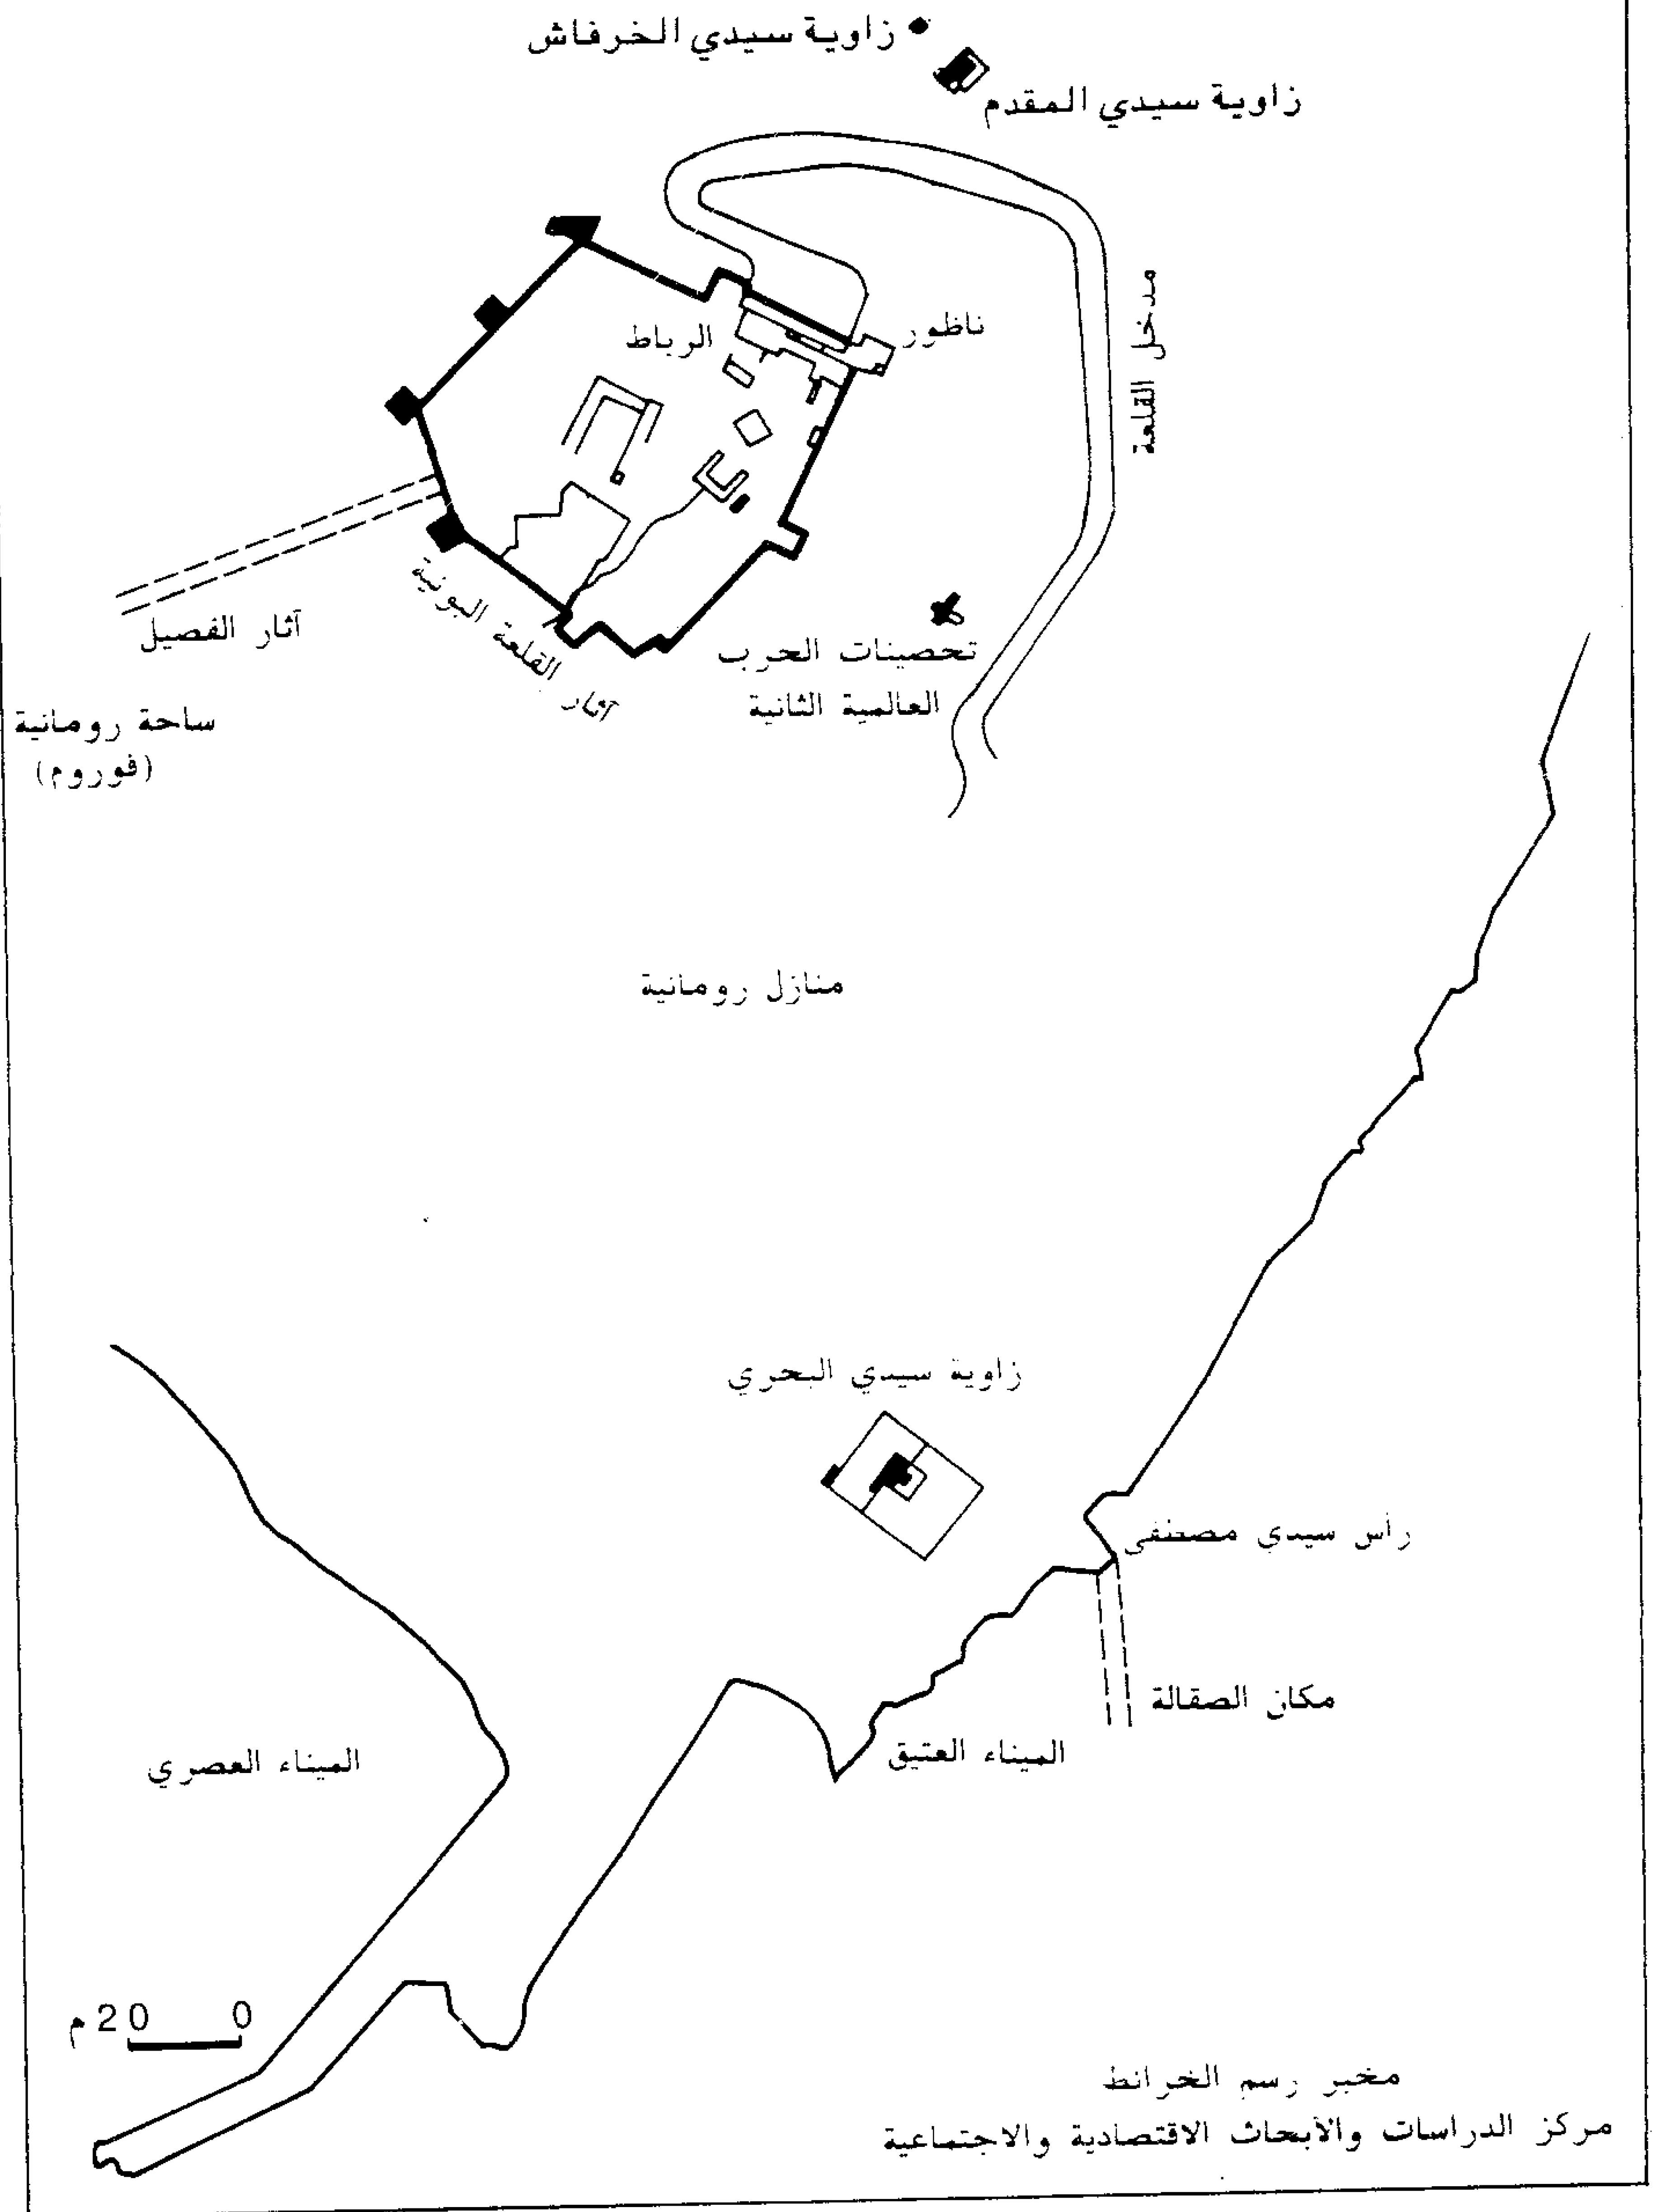 زاوية سيدي الخرفاش
زاوية سيدي المقدم
مدخل القلعة
ناظور
الرباط
آثار القلعة البونية
آثار الفصيل
تحصينات الحرب
العالمية الثانية
ساحة رومانية
(فوروم)
منازل رومانية
زاوية سيدي البحري
رأس سيدي مصطفى
مكان الصقالة
الميناء العتيق
الميناء العصري
0 20 م
مخبر رسم الخرائط
مركز الدراسات والأبحاث الاقتصادية والاجتماعية